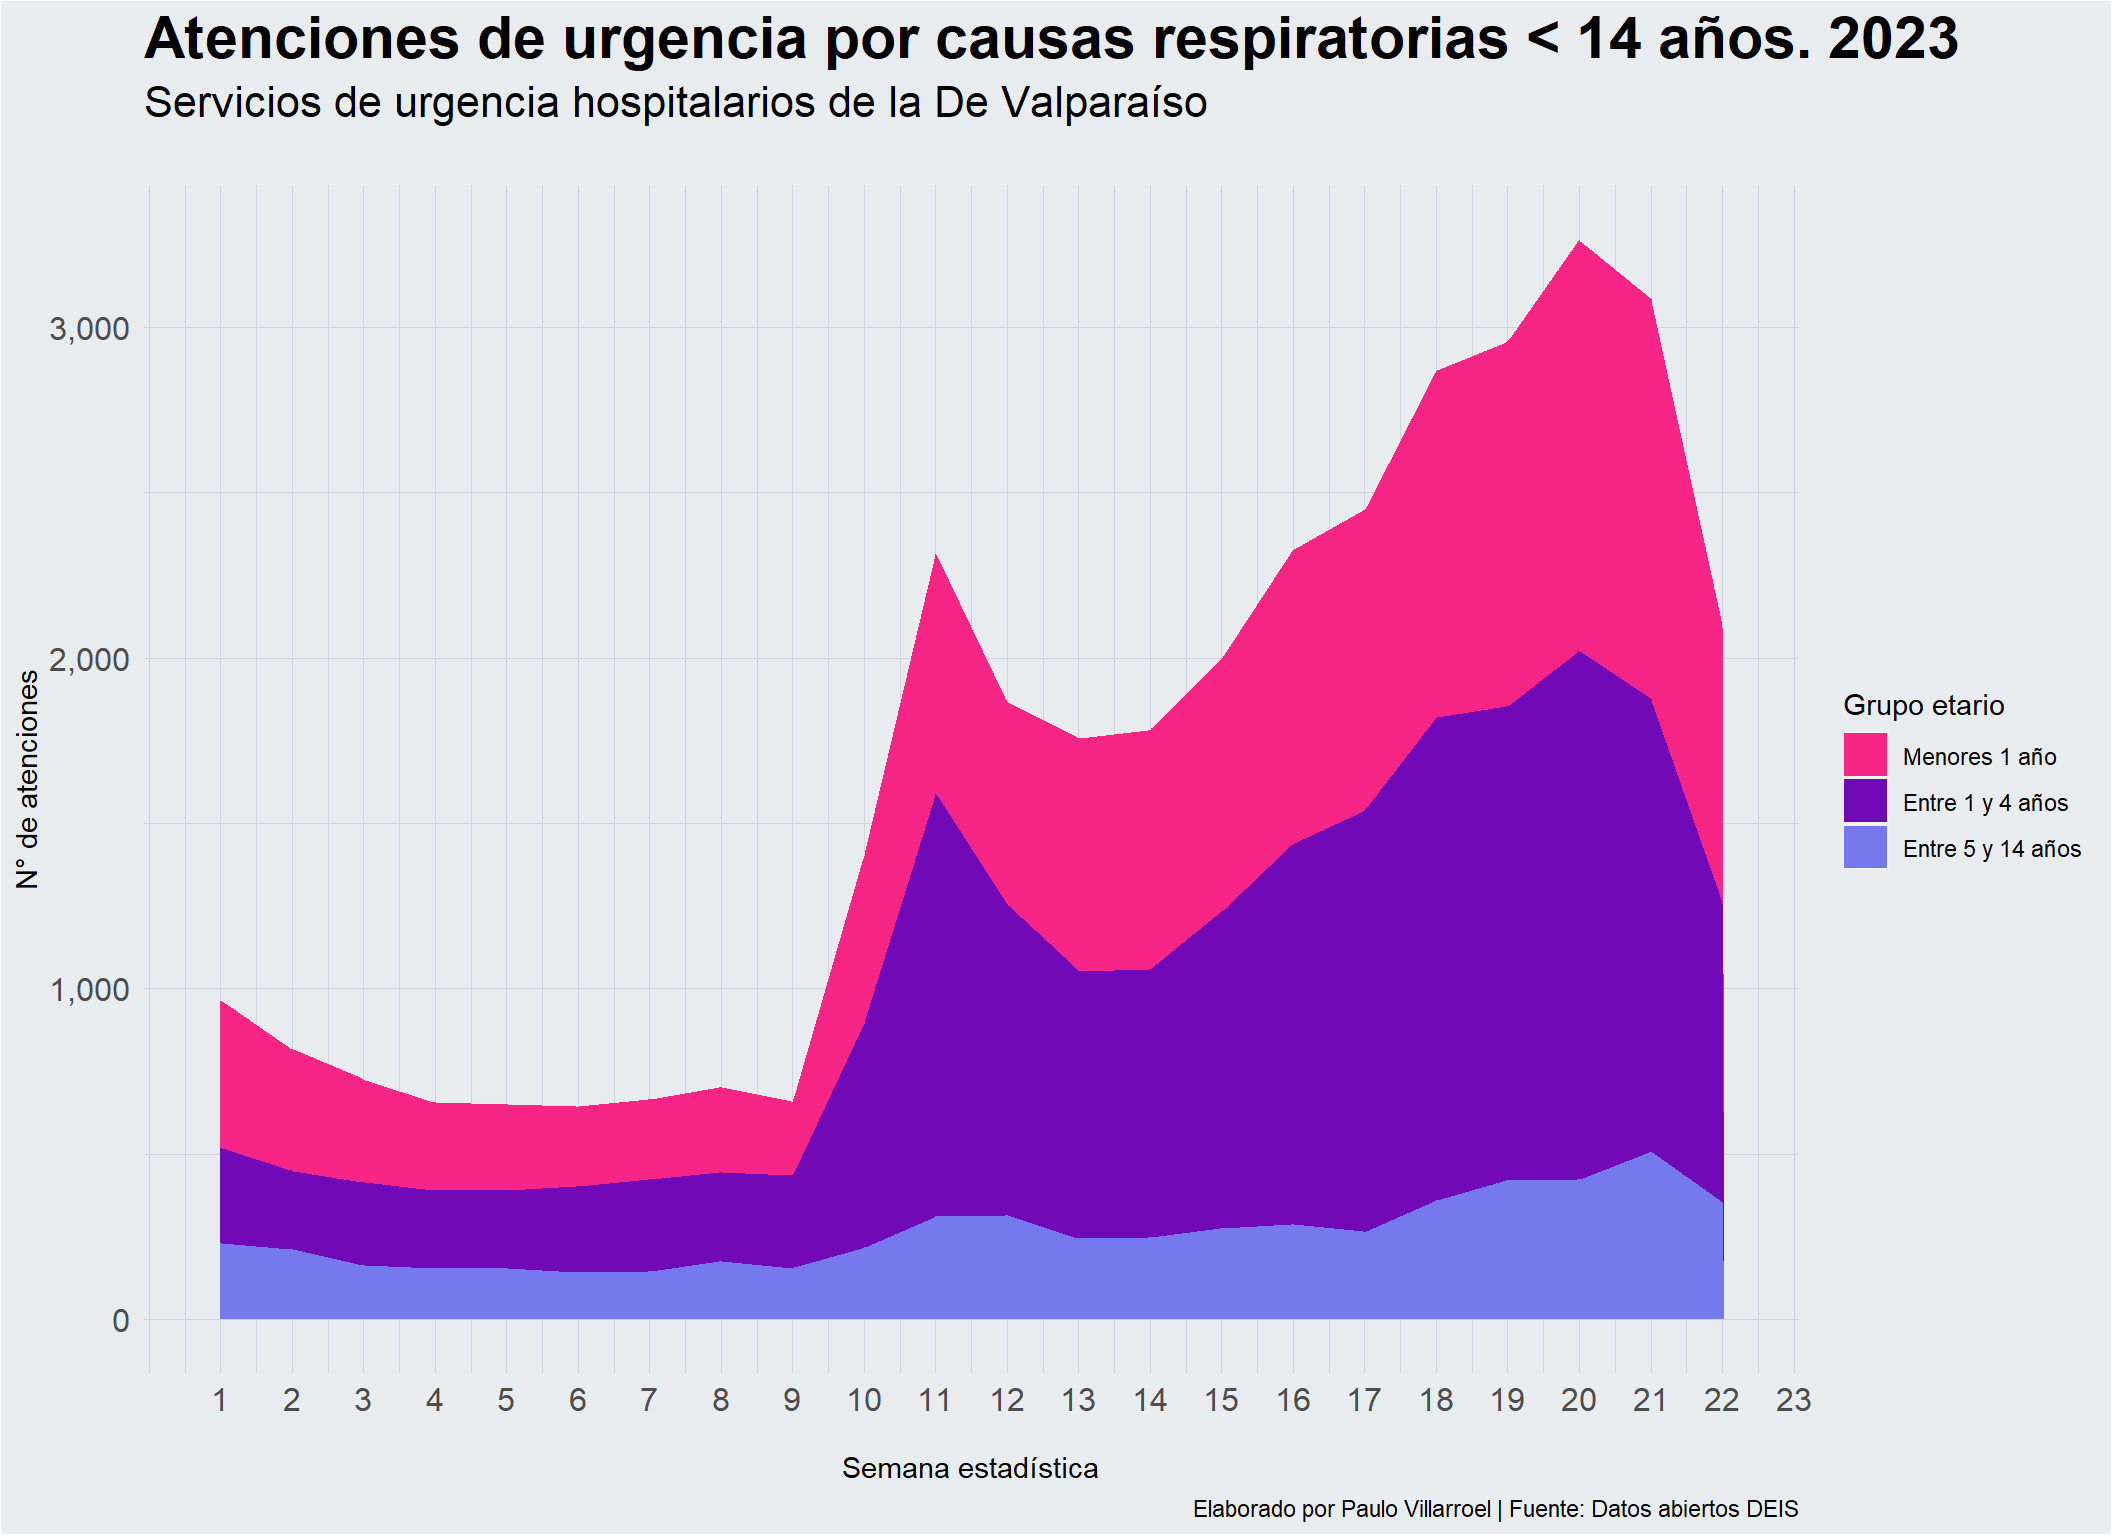 Atenciones de urgencia por causas respiratorias < 14 años. 2023
Servicios de urgencia hospitalarios de la De Valparaíso
3,000
2,000
1,000
0
N° de atenciones
1 2 3 4 5 6 7 8 9 10 11 12 13 14 15 16 17 18 19 20 21 22 23
Semana estadística
Grupo etario
Menores 1 año
Entre 1 y 4 años
Entre 5 y 14 años
Elaborado por Paulo Villarroel | Fuente: Datos abiertos DEIS